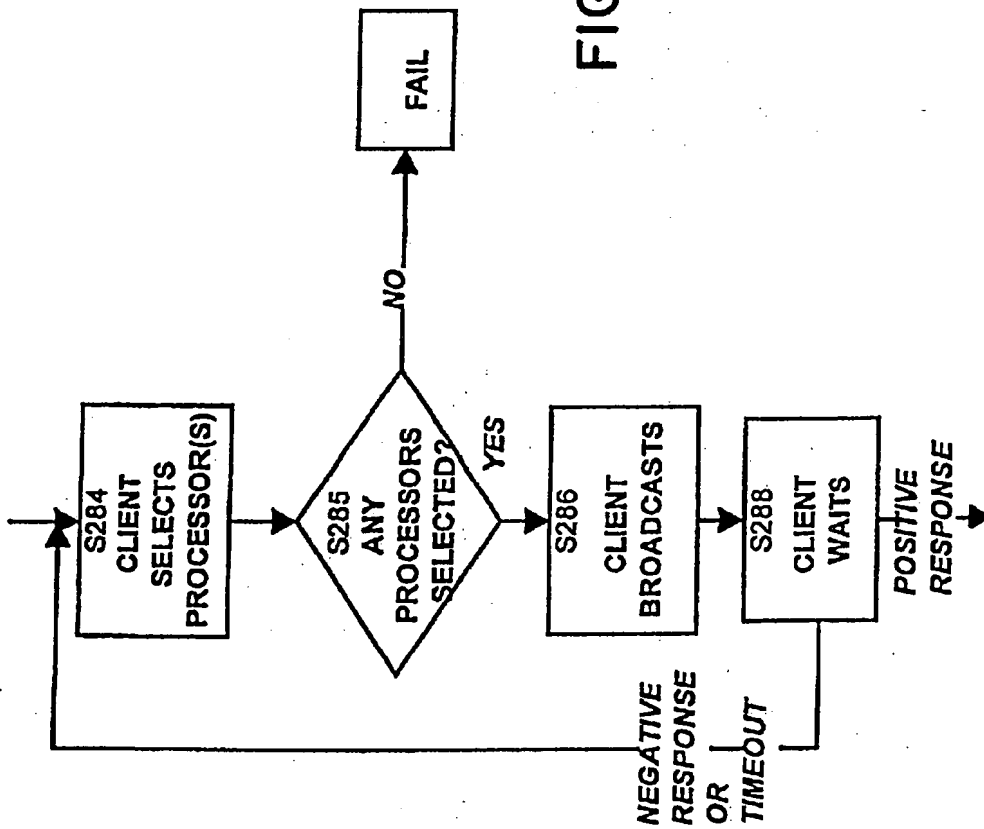 S284
CLIENT
SELECTS
PROCESSOR(S)
S285
ANY
PROCESSORS
SELECTED?
NO
FAIL
YES
S286
CLIENT
BROADCASTS
S288
CLIENT
WAITS
NEGATIVE
RESPONSE
OR
TIMEOUT
POSITIVE
RESPONSE